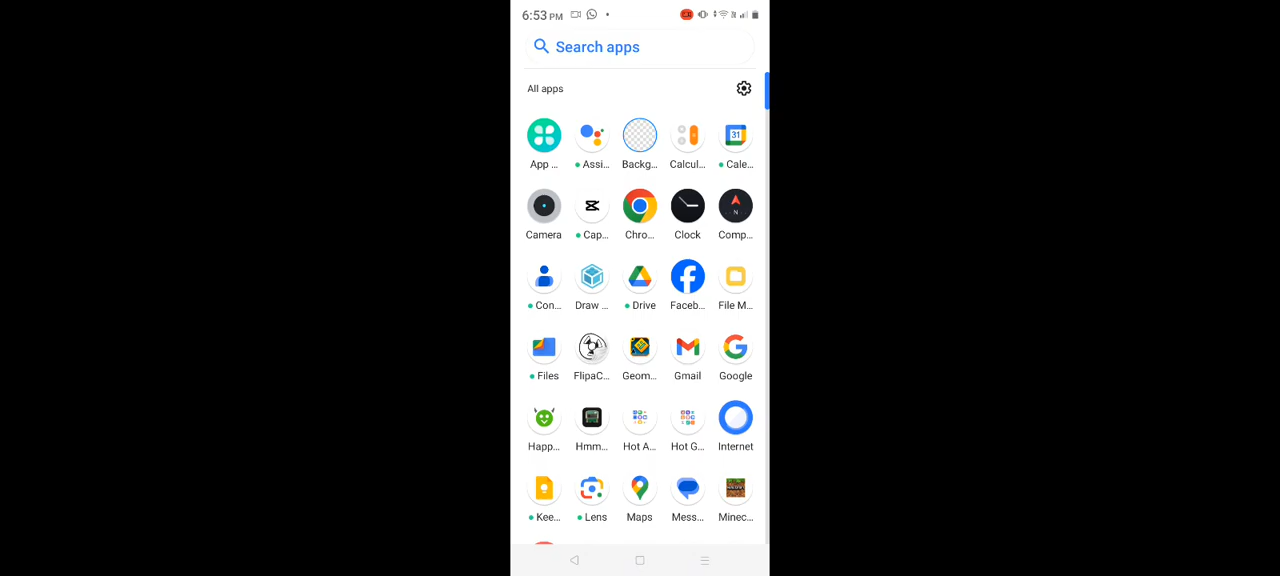 6:53 PM
Search apps
All apps
App ...
Assi...
Backg...
Calcul...
31
Cale...
Camera
Cap...
Chro...
Clock
N
Comp...
Con...
Draw ...
Drive
Faceb...
File M...
Files
FlipaC...
Geom...
Gmail
Google
Happ...
Hmm...
Hot A...
Hot G...
Internet
Kee...
Lens
Maps
Mess...
Minec...